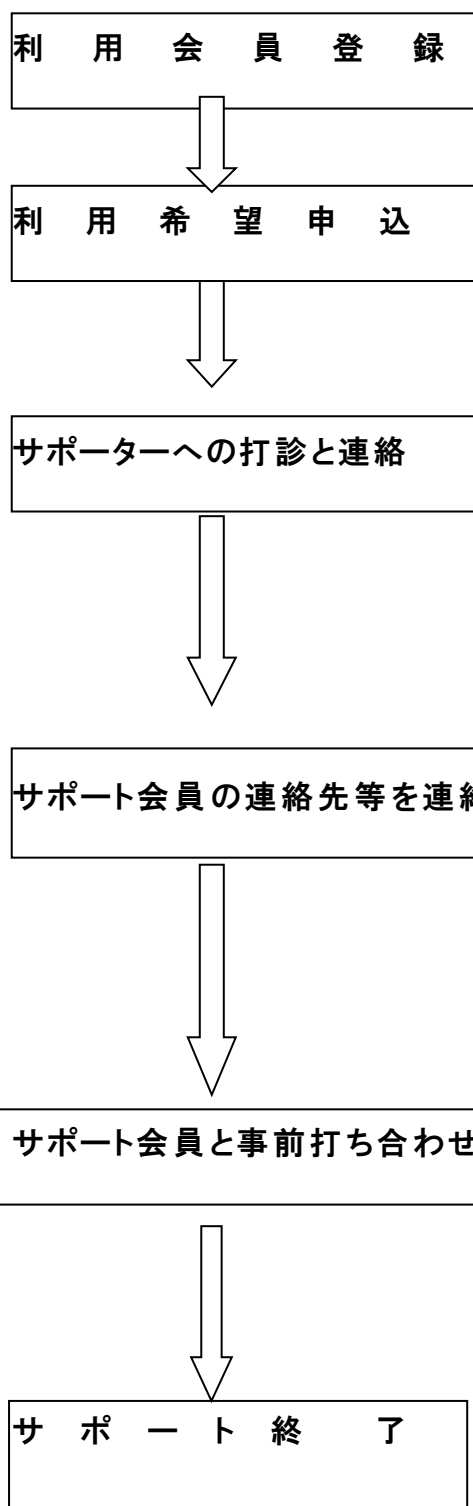 利用会員登録
利用希望申込
サポーターへの打診と連絡
サポート会員の連絡先等を連絡
サポート会員と事前打ち合わせ
サポート終了